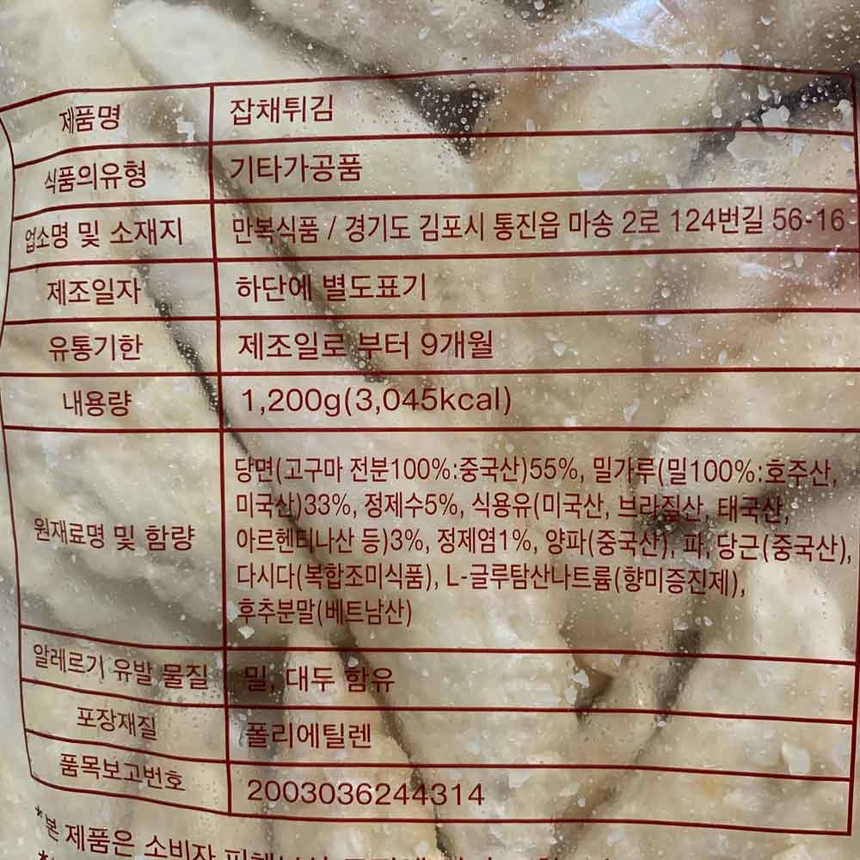 제품명 잡채튀김
식품의유형 기타가공품
업소명 및 소재지 만복식품 / 경기도 김포시 통진읍 마송 2로 124번길 56-16
제조일자 하단에 별도표기
유통기한 제조일로 부터 9개월
내용량 1,200g(3,045kcal)
원재료명 및 함량
당면(고구마 전분100%:중국산)55%, 밀가루(밀100%:호주산,
미국산)33%, 정제수5%, 식용유(미국산, 브라질산, 태국산,
아르헨티나산 등)3%, 정제염1%, 양파(중국산), 파, 당근(중국산),
다시다(복합조미식품), L-글루탐산나트륨(향미증진제),
후추분말(베트남산)
알레르기 유발 물질 밀, 대두 함유
포장재질 폴리에틸렌
품목보고번호 2003036244314
*본 제품은 소비자